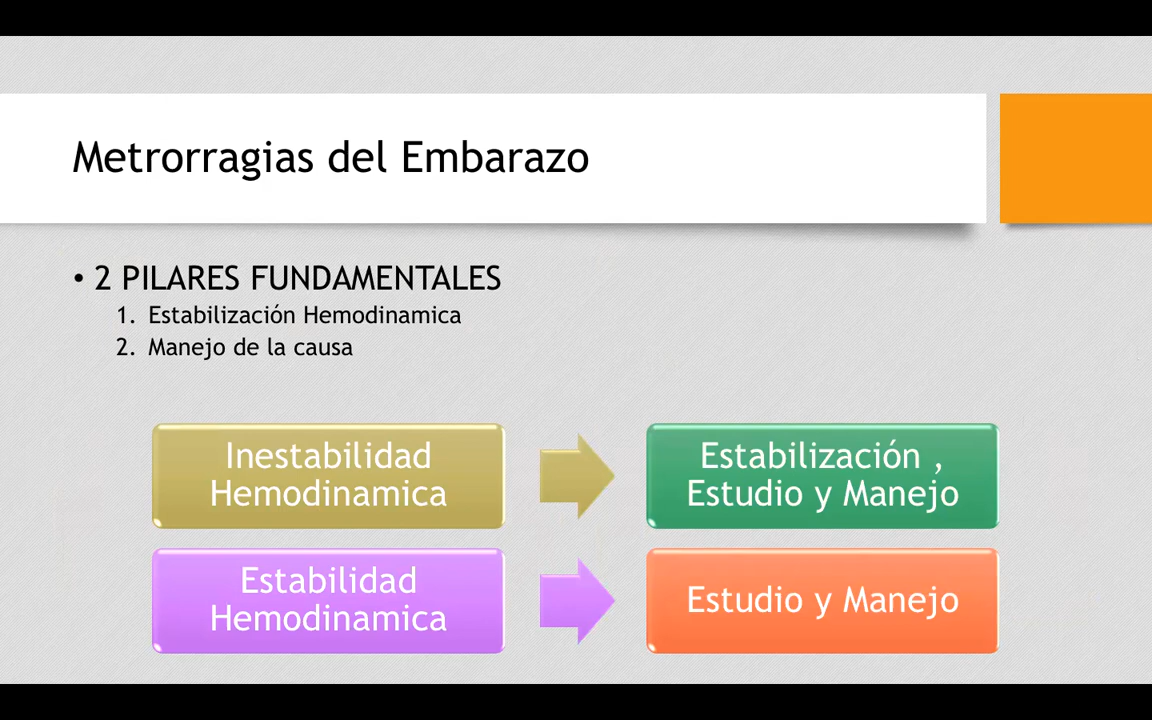 Metrorragias del Embarazo
• 2 PILARES FUNDAMENTALES
1. Estabilización Hemodinamica
2. Manejo de la causa
Inestabilidad
Hemodinamica
Estabilización ,
Estudio y Manejo
Estabilidad
Hemodinamica
Estudio y Manejo